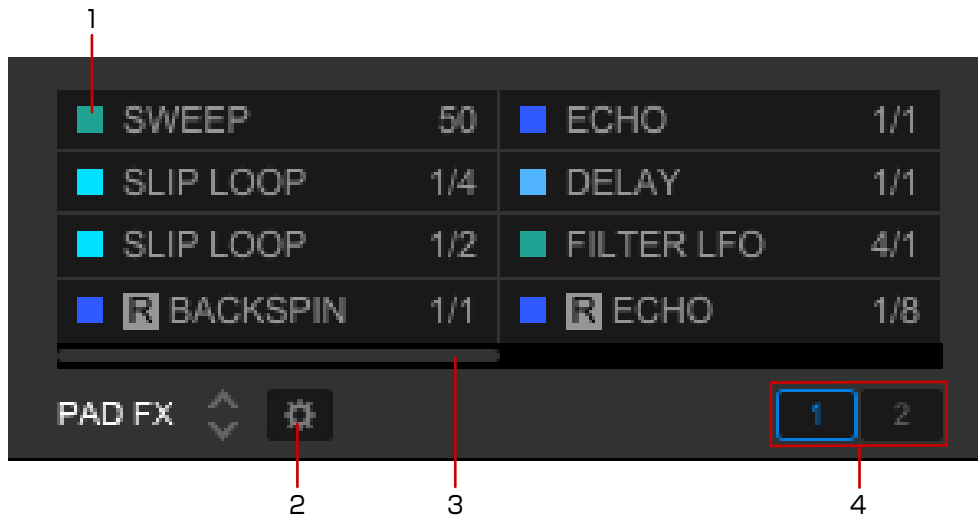 1
SWEEP 50 ECHO 1/1
SLIP LOOP 1/4 DELAY 1/1
SLIP LOOP 1/2 FILTER LFO 4/1
R BACKSPIN 1/1 R ECHO 1/8
PAD FX 1 2
2 3 4